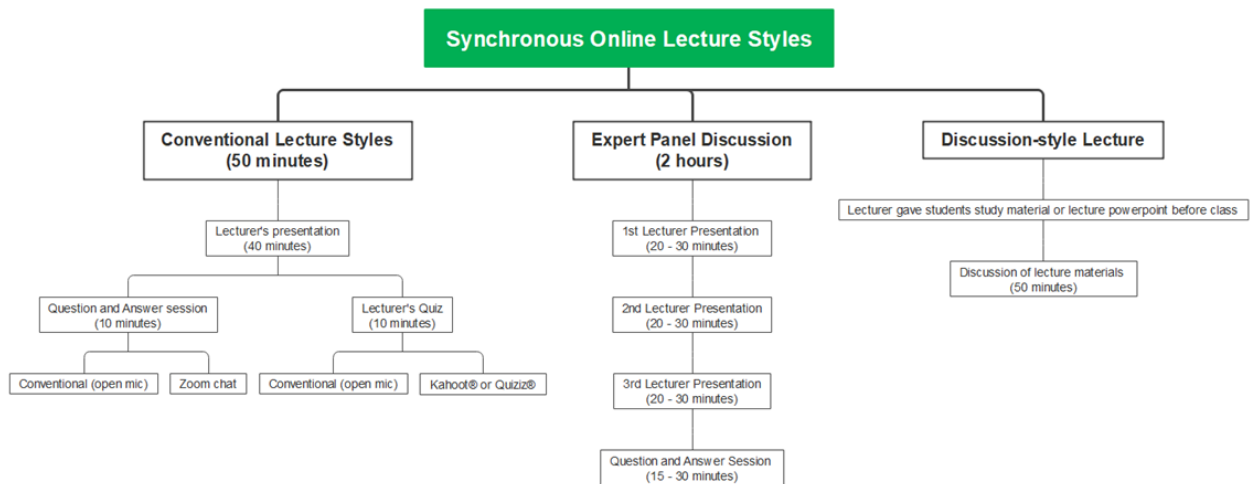 Synchronous Online Lecture Styles
Conventional Lecture Styles
(50 minutes)
Expert Panel Discussion
(2 hours)
Discussion-style Lecture
Lecturer's presentation
(40 minutes)
1st Lecturer Presentation
(20 - 30 minutes)
Lecturer gave students study material or lecture powerpoint before class
Question and Answer session
(10 minutes)
Lecturer's Quiz
(10 minutes)
2nd Lecturer Presentation
(20 - 30 minutes)
Discussion of lecture materials
(50 minutes)
Conventional (open mic)
Zoom chat
Conventional (open mic)
Kahoot® or Quiziz®
3rd Lecturer Presentation
(20 - 30 minutes)
Question and Answer Session
(15 - 30 minutes)